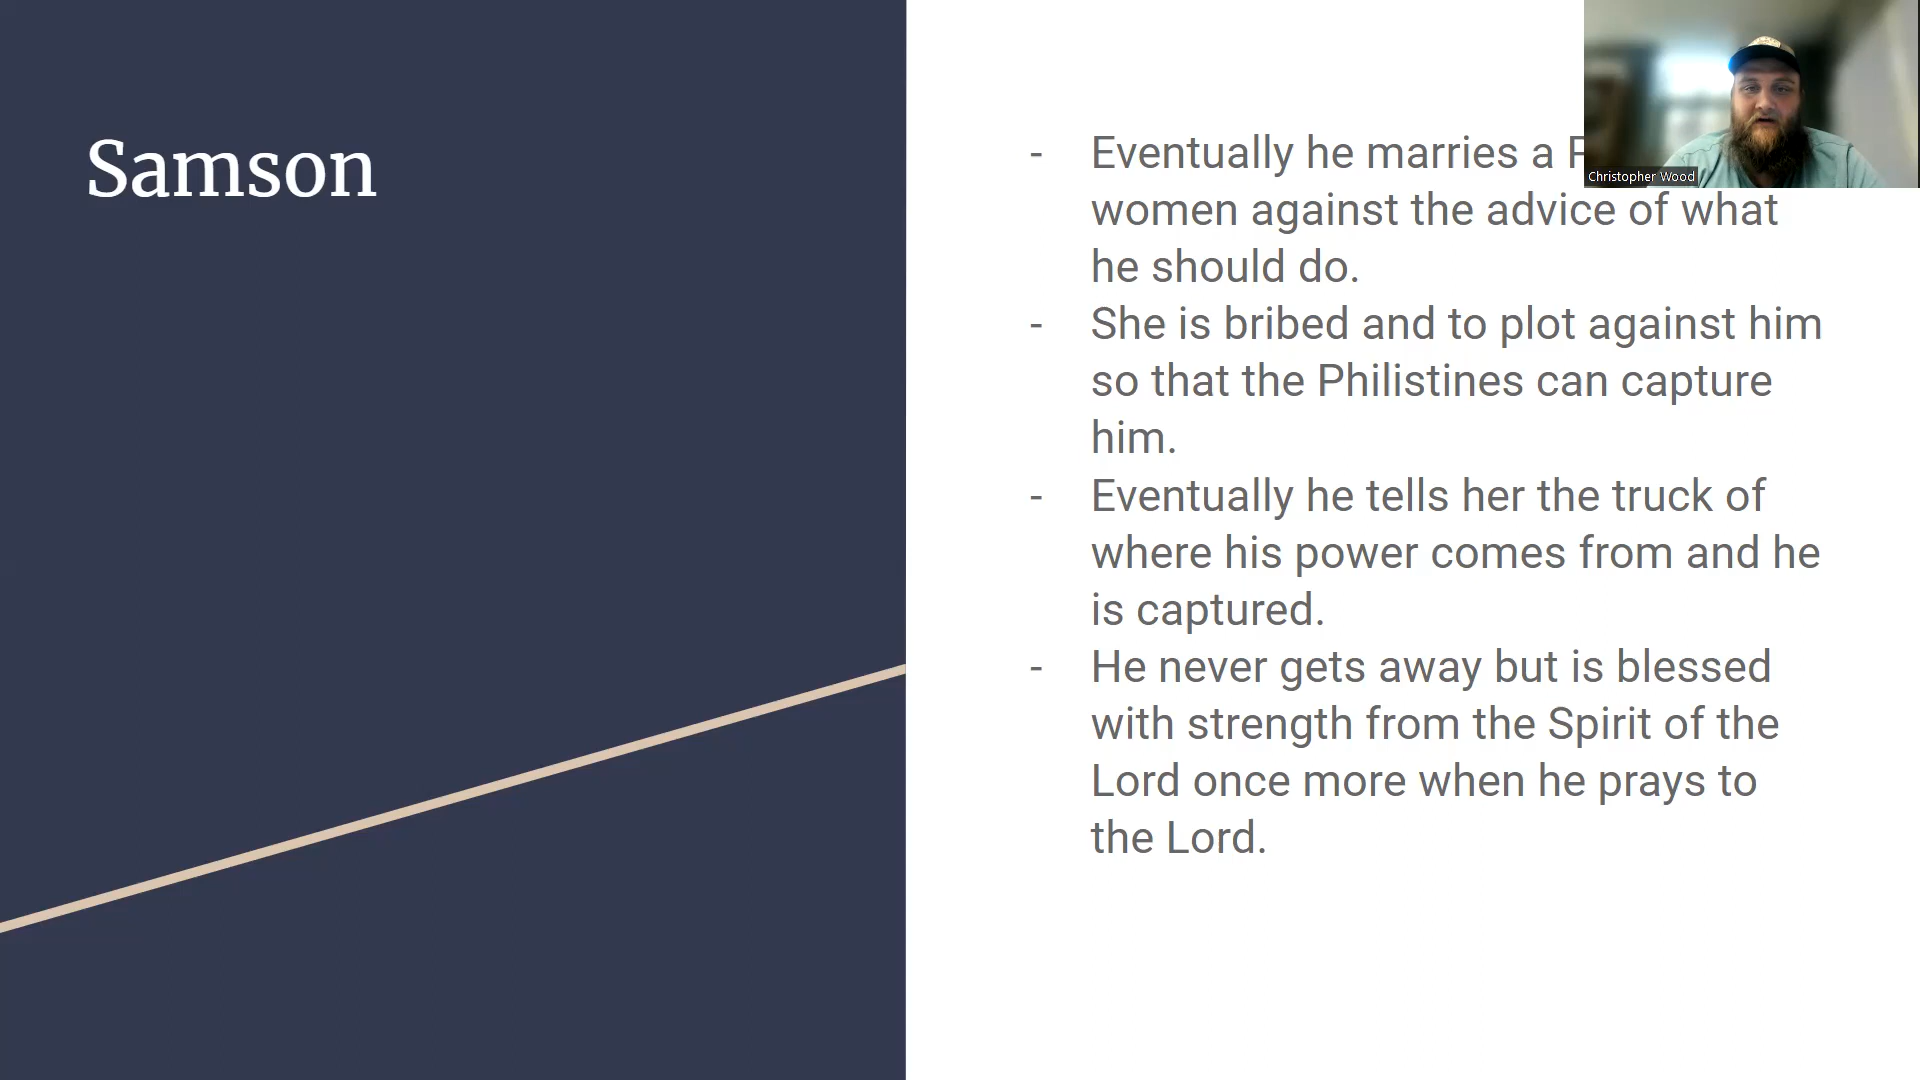 Samson
- Eventually he marries a
women against the advice of what
he should do.
- She is bribed and to plot against him
so that the Philistines can capture
him.
- Eventually he tells her the truck of
where his power comes from and he
is captured.
- He never gets away but is blessed
with strength from the Spirit of the
Lord once more when he prays to
the Lord.
Christopher Wood